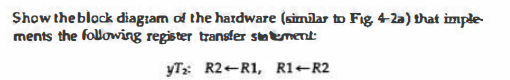 Show the block diagram of the hardware (similar to Fig. 4-2a) that imple-
ments the following register transfer statement:
yT₂: R2←R1, R1←R2